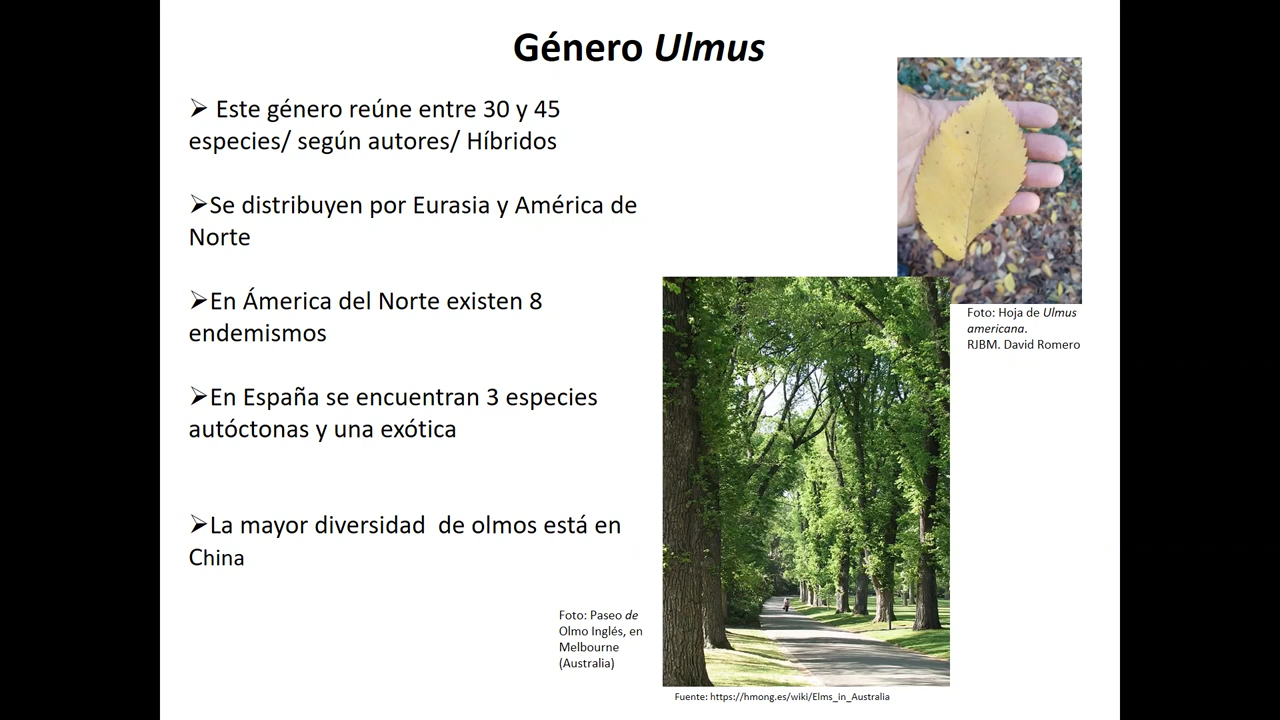 Género Ulmus
➢ Este género reúne entre 30 y 45
especies/ según autores/ Híbridos
➢Se distribuyen por Eurasia y América de
Norte
➢En Ámerica del Norte existen 8
endemismos
➢En España se encuentran 3 especies
autóctonas y una exótica
➢La mayor diversidad  de olmos está en
China
Foto: Hoja de Ulmus
americana.
RJBM. David Romero
Foto: Paseo de
Olmo Inglés, en
Melbourne
(Australia)
Fuente: https://hmong.es/wiki/Elms_in_Australia